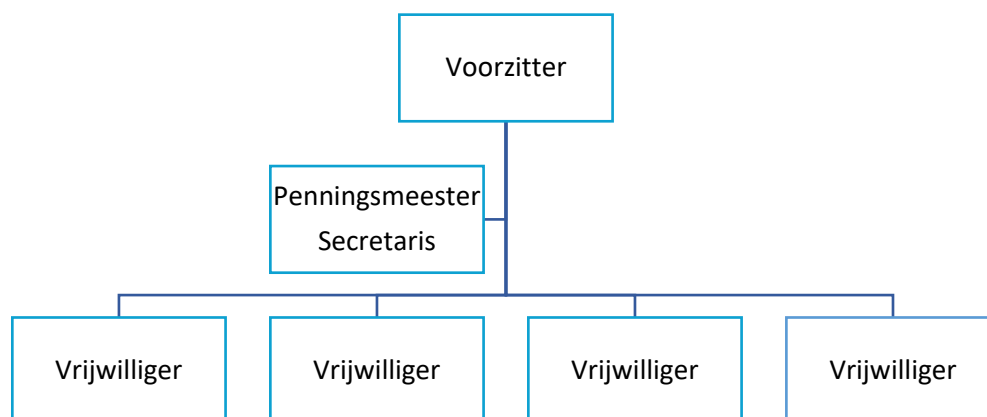 Voorzitter
Penningsmeester
Secretaris
Vrijwilliger
Vrijwilliger
Vrijwilliger
Vrijwilliger